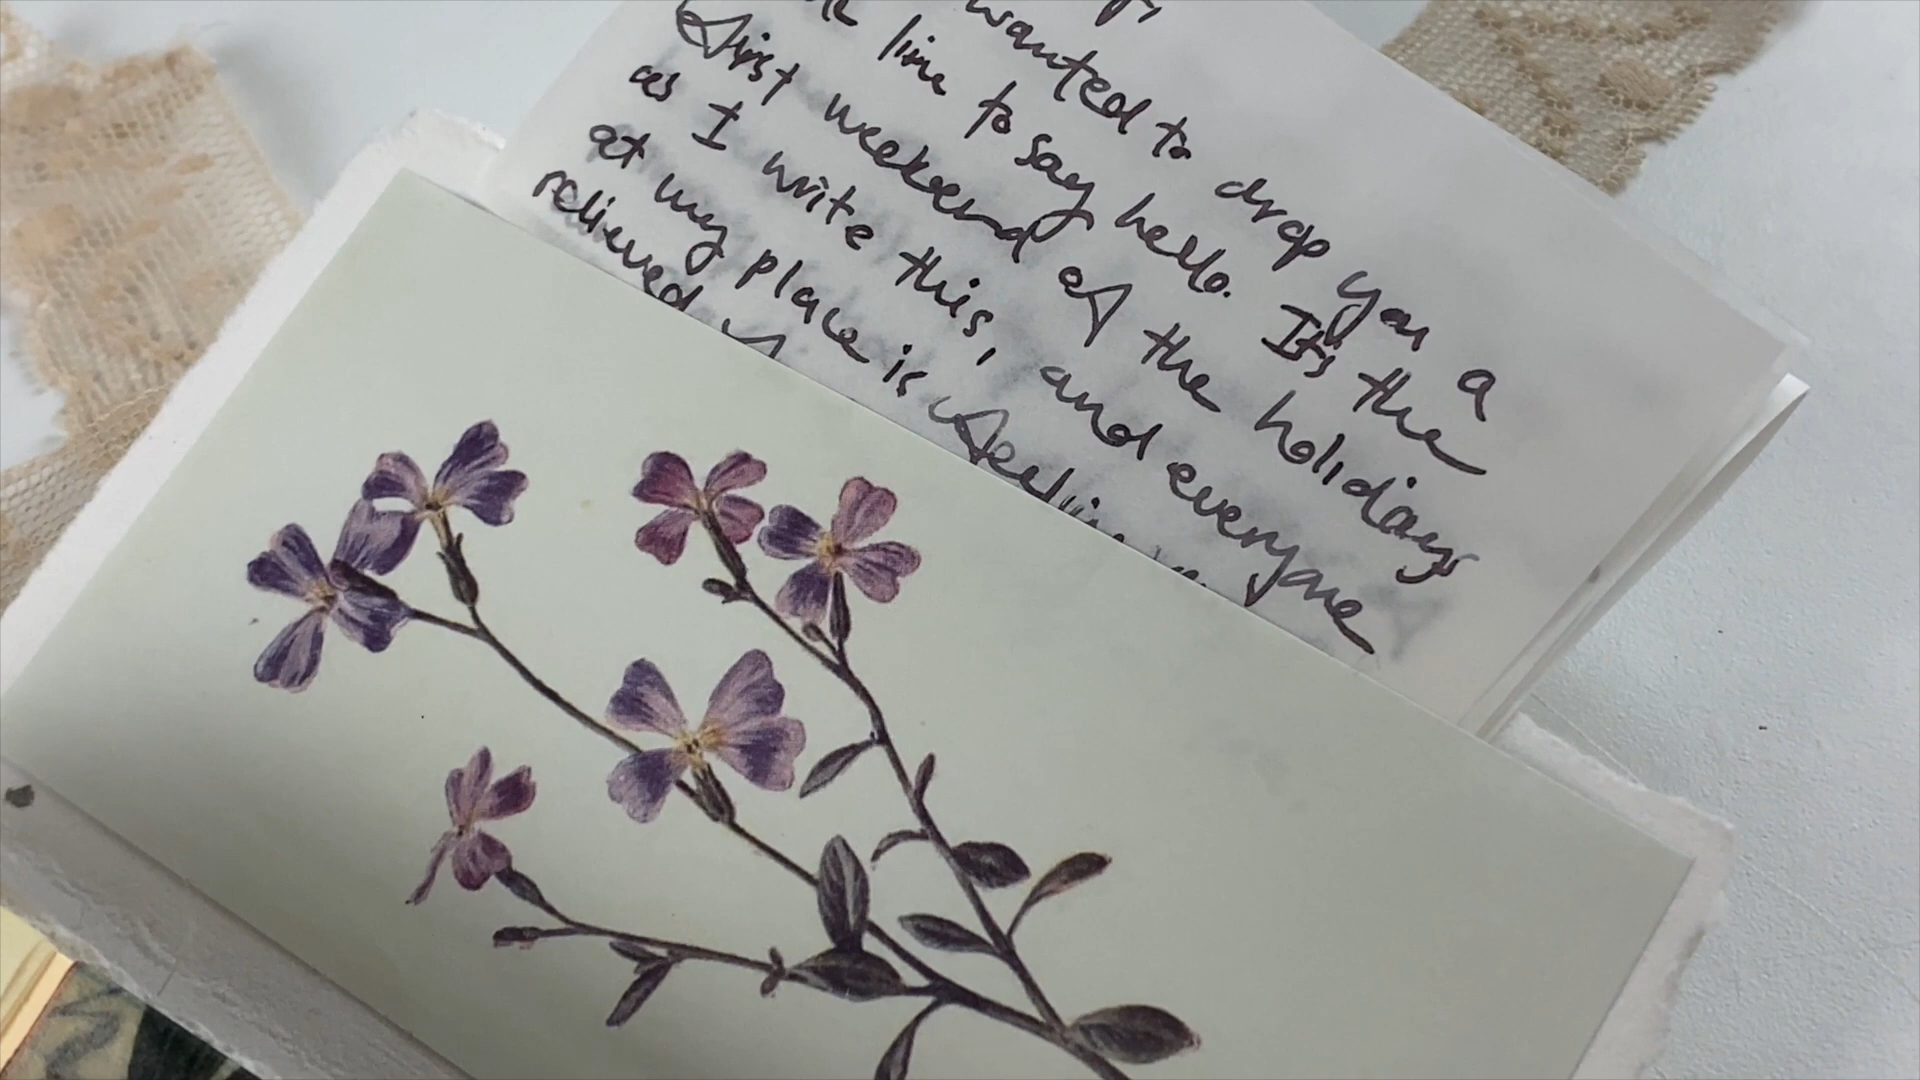 wanted to drop you a
line to say hello. It's the
first weekend of the holidays
as I write this, and everyone
at my place is feeling
relieved